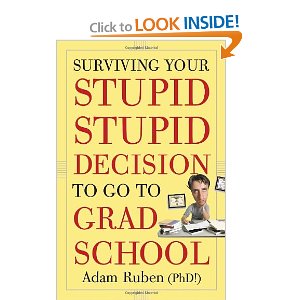 Click to LOOK INSIDE!
SURVIVING YOUR
STUPID
STUPID
DECISION
TO GO TO
GRAD
SCHOOL
Adam Ruben (PhD!)